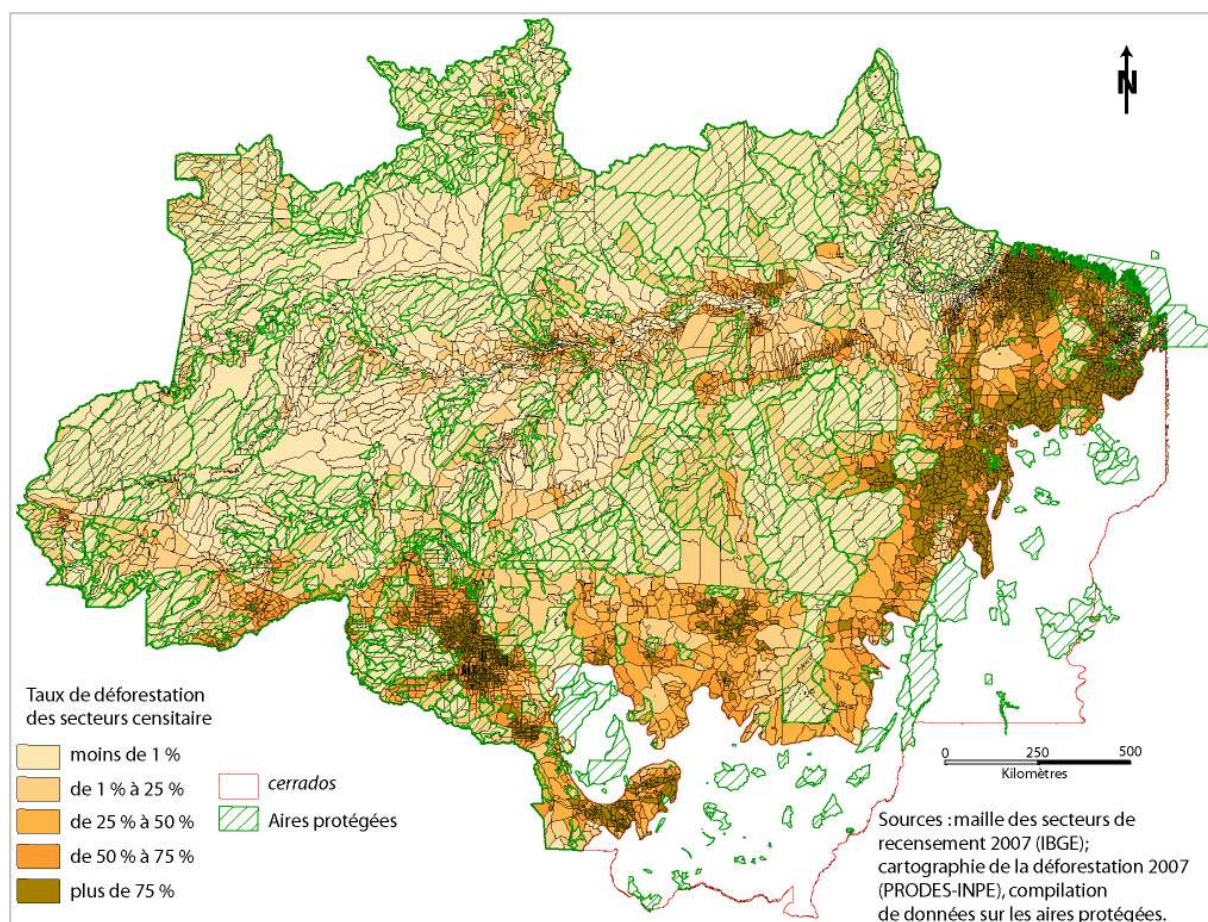 N
Taux de déforestation
des secteurs censitaire
moins de 1 %
de 1 % à 25 %
de 25 % à 50 %
de 50 % à 75 %
plus de 75 %
cerrados
Aires protégées
0 250 500
Kilomètres
Sources : maille des secteurs de
recensement 2007 (IBGE);
cartographie de la déforestation 2007
(PRODES-INPE), compilation
de données sur les aires protégées.